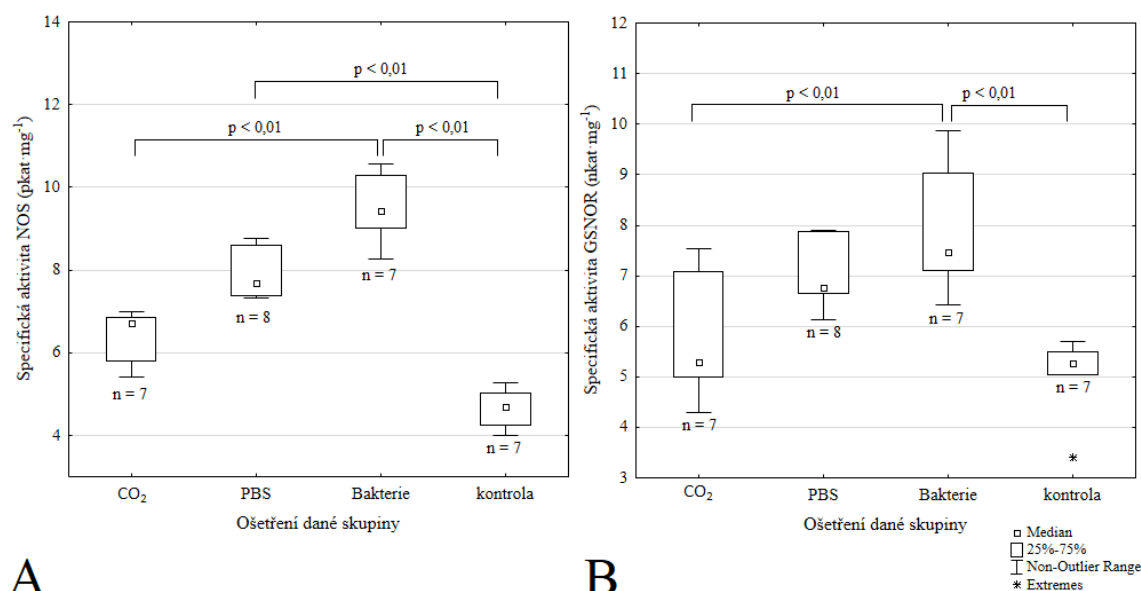 14
12
10
8
6
4
Specifická aktivita NOS (pkat·mg⁻¹)
p < 0,01
p < 0,01
p < 0,01
n = 7
n = 8
n = 7
n = 7
CO₂
PBS
Bakterie
kontrola
Ošetření dané skupiny
A
12
11
10
9
8
7
6
5
4
3
Specifická aktivita GSNOR (nkat·mg⁻¹)
p < 0,01
p < 0,01
n = 7
n = 8
n = 7
n = 7
CO₂
PBS
Bakterie
kontrola
Ošetření dané skupiny
Median
25%-75%
Non-Outlier Range
Extremes
B